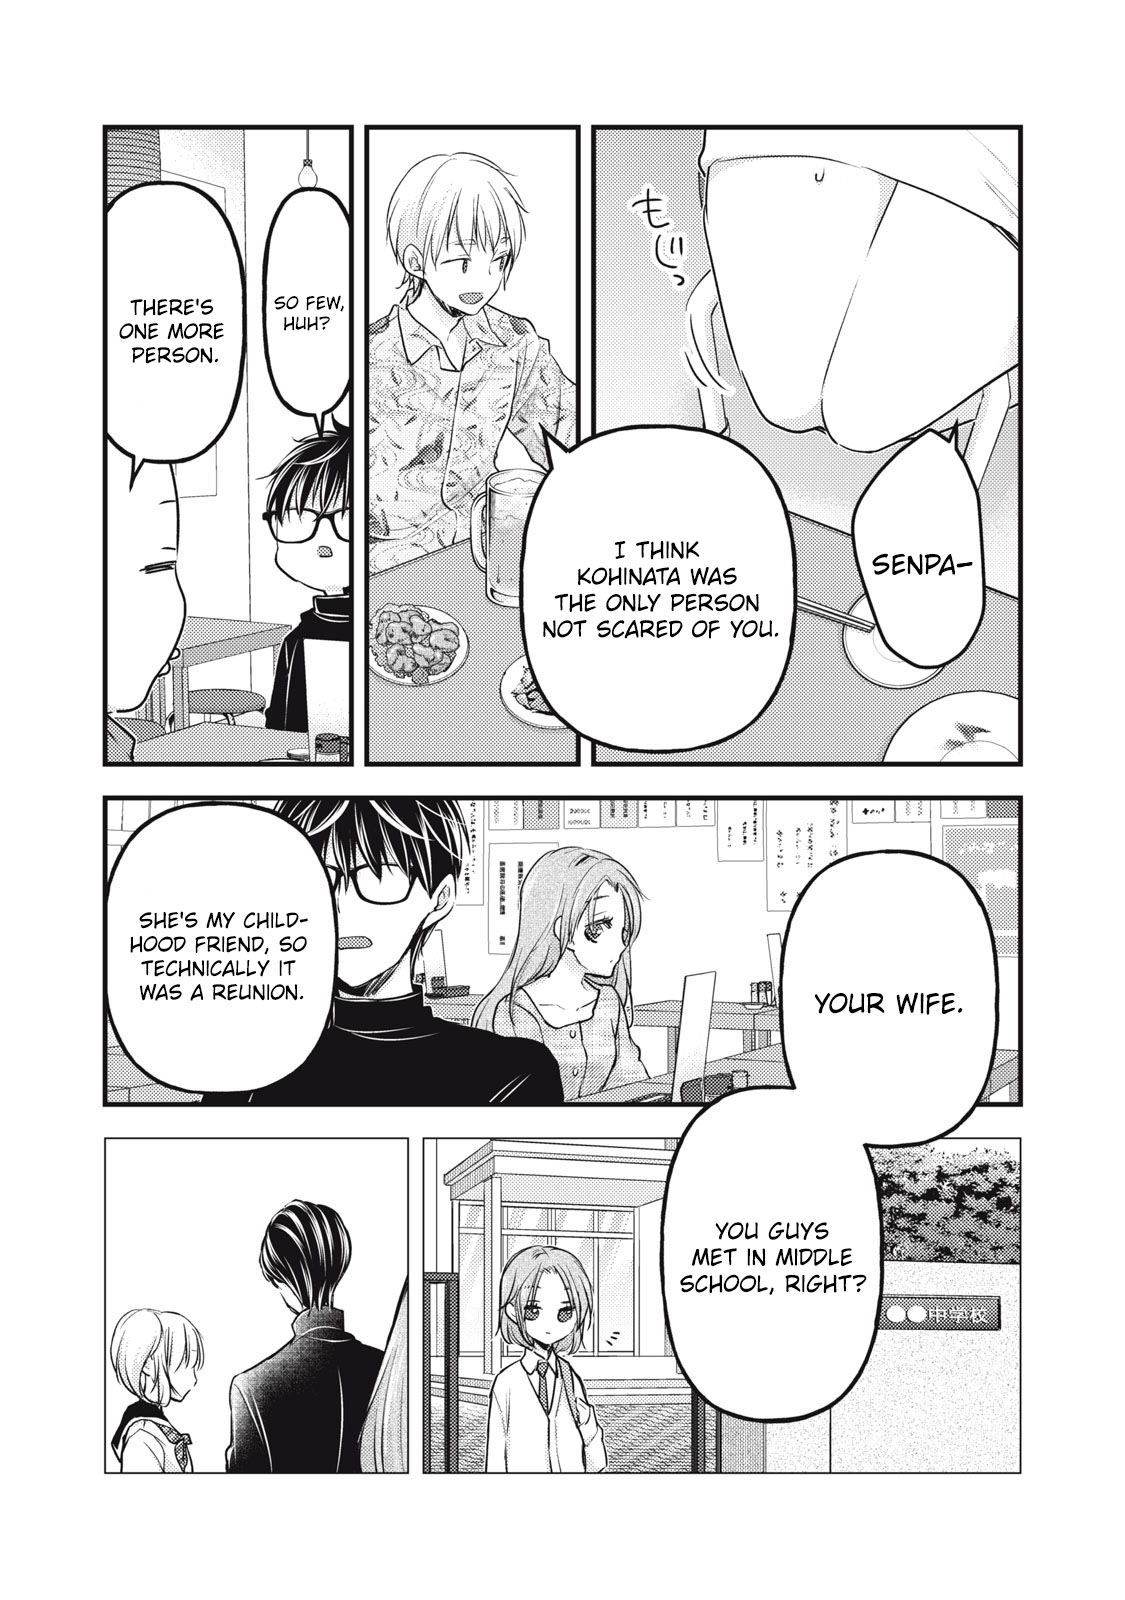 もじっ
SENPA-
I THINK
KOHINATA WAS
THE ONLY PERSON
NOT SCARED OF YOU.
SO FEW,
HUH?
THERE'S
ONE MORE
PERSON.
YOUR WIFE.
SHE'S MY CHILD-
HOOD FRIEND, SO
TECHNICALLY IT
WAS A REUNION.
YOU GUYS
MET IN MIDDLE
SCHOOL, RIGHT?
●●中学校